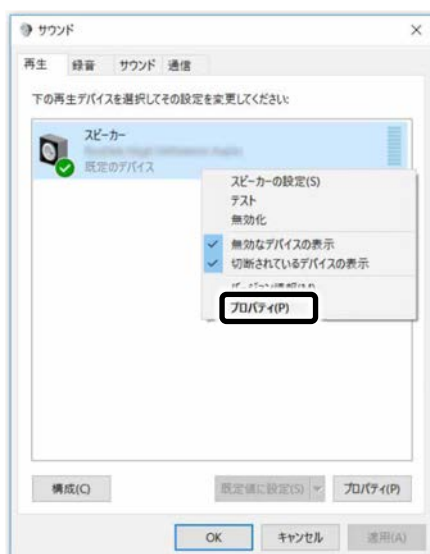 サウンド
再生 録音 サウンド 通信
下の再生デバイスを選択してその設定を変更してください:
スピーカー
既定のデバイス
スピーカーの設定(S)
テスト
無効化
無効なデバイスの表示
切断されているデバイスの表示
プロパティ(P)
構成(C) 既定値に設定(S) プロパティ(P)
OK キャンセル 適用(A)